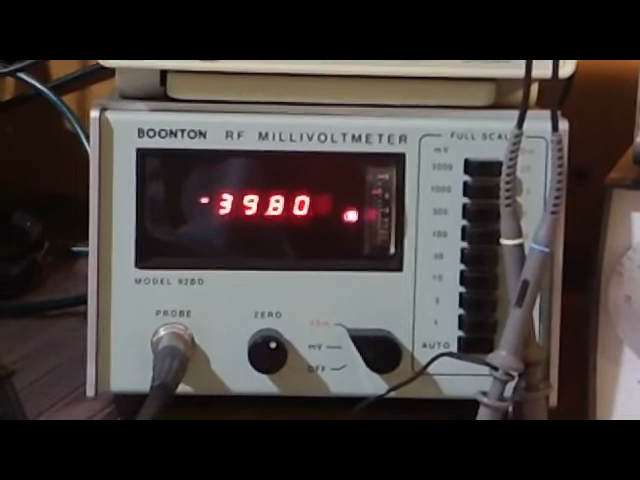 BOONTON RF MILLIVOLTMETER
FULL SCALE
mV
3000
1000
300
100
30
10
3
1
AUTO
-39.80
MODEL 92BD
PROBE
ZERO
dBm
mV
OFF